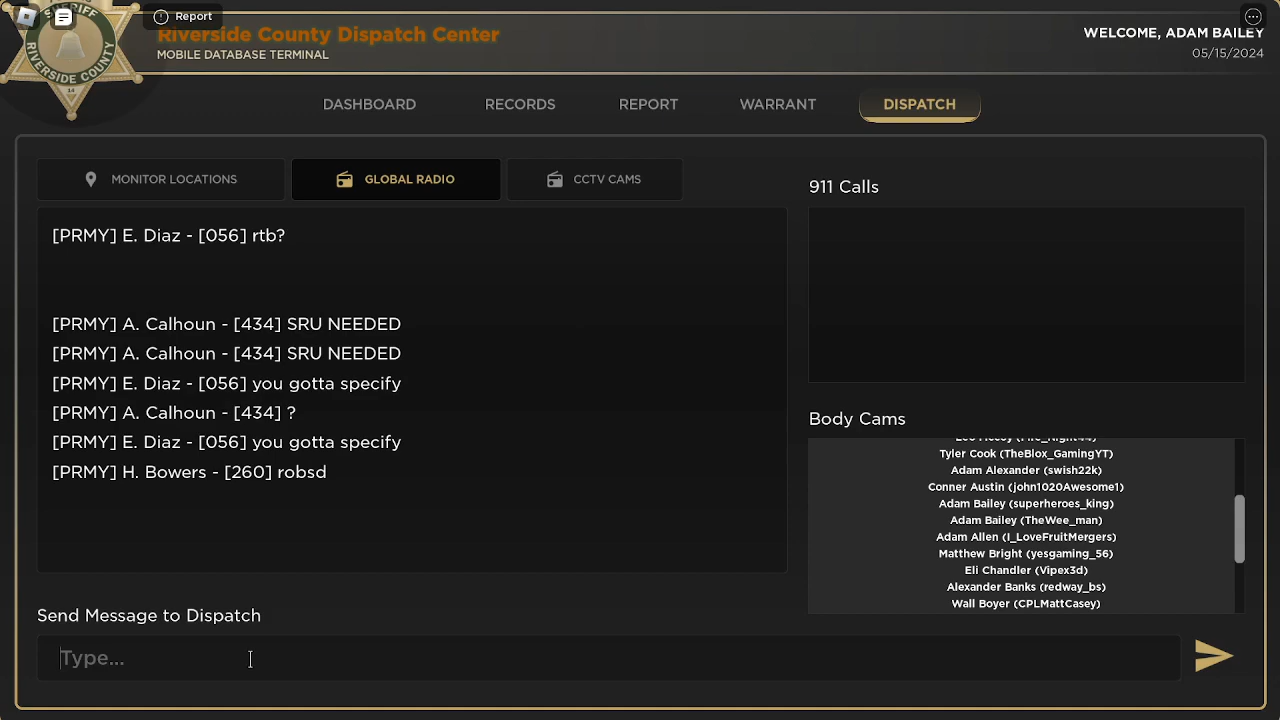 SHERIFF
RIVERSIDE COUNTY
14
Report
Riverside County Dispatch Center
MOBILE DATABASE TERMINAL
WELCOME, ADAM BAILEY
05/15/2024
DASHBOARD
RECORDS
REPORT
WARRANT
DISPATCH
MONITOR LOCATIONS
GLOBAL RADIO
CCTV CAMS
[PRMY] E. Diaz - [056] rtb?
[PRMY] A. Calhoun - [434] SRU NEEDED
[PRMY] A. Calhoun - [434] SRU NEEDED
[PRMY] E. Diaz - [056] you gotta specify
[PRMY] A. Calhoun - [434] ?
[PRMY] E. Diaz - [056] you gotta specify
[PRMY] H. Bowers - [260] robsd
911 Calls
Body Cams
Tyler Cook (TheBlox_GamingYT)
Adam Alexander (swish22k)
Conner Austin (john1020Awesome1)
Adam Bailey (superheroes_king)
Adam Bailey (TheWee_man)
Adam Allen (I_LoveFruitMergers)
Matthew Bright (yesgaming_56)
Eli Chandler (Vipex3d)
Alexander Banks (redway_bs)
Wall Boyer (CPLMattCasey)
Send Message to Dispatch
Type...